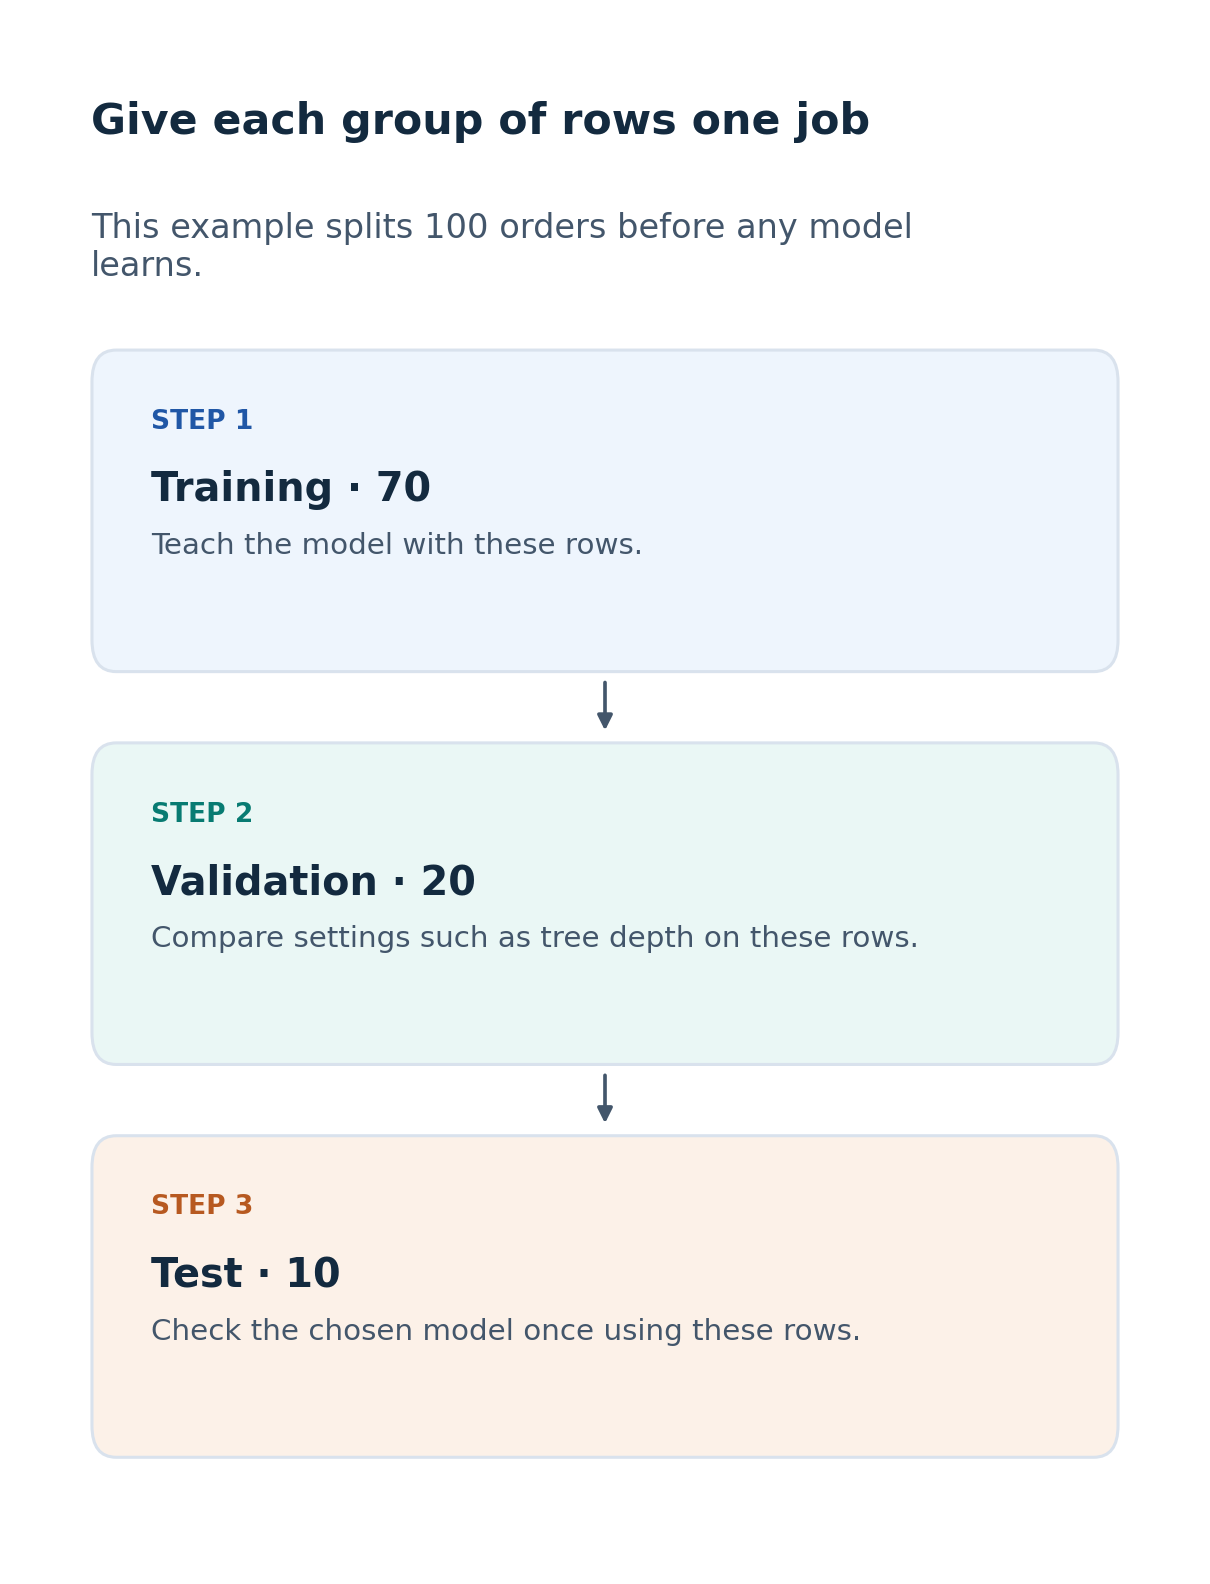 Give each group of rows one job
This example splits 100 orders before any model
learns.
STEP 1
Training · 70
Teach the model with these rows.
STEP 2
Validation · 20
Compare settings such as tree depth on these rows.
STEP 3
Test · 10
Check the chosen model once using these rows.